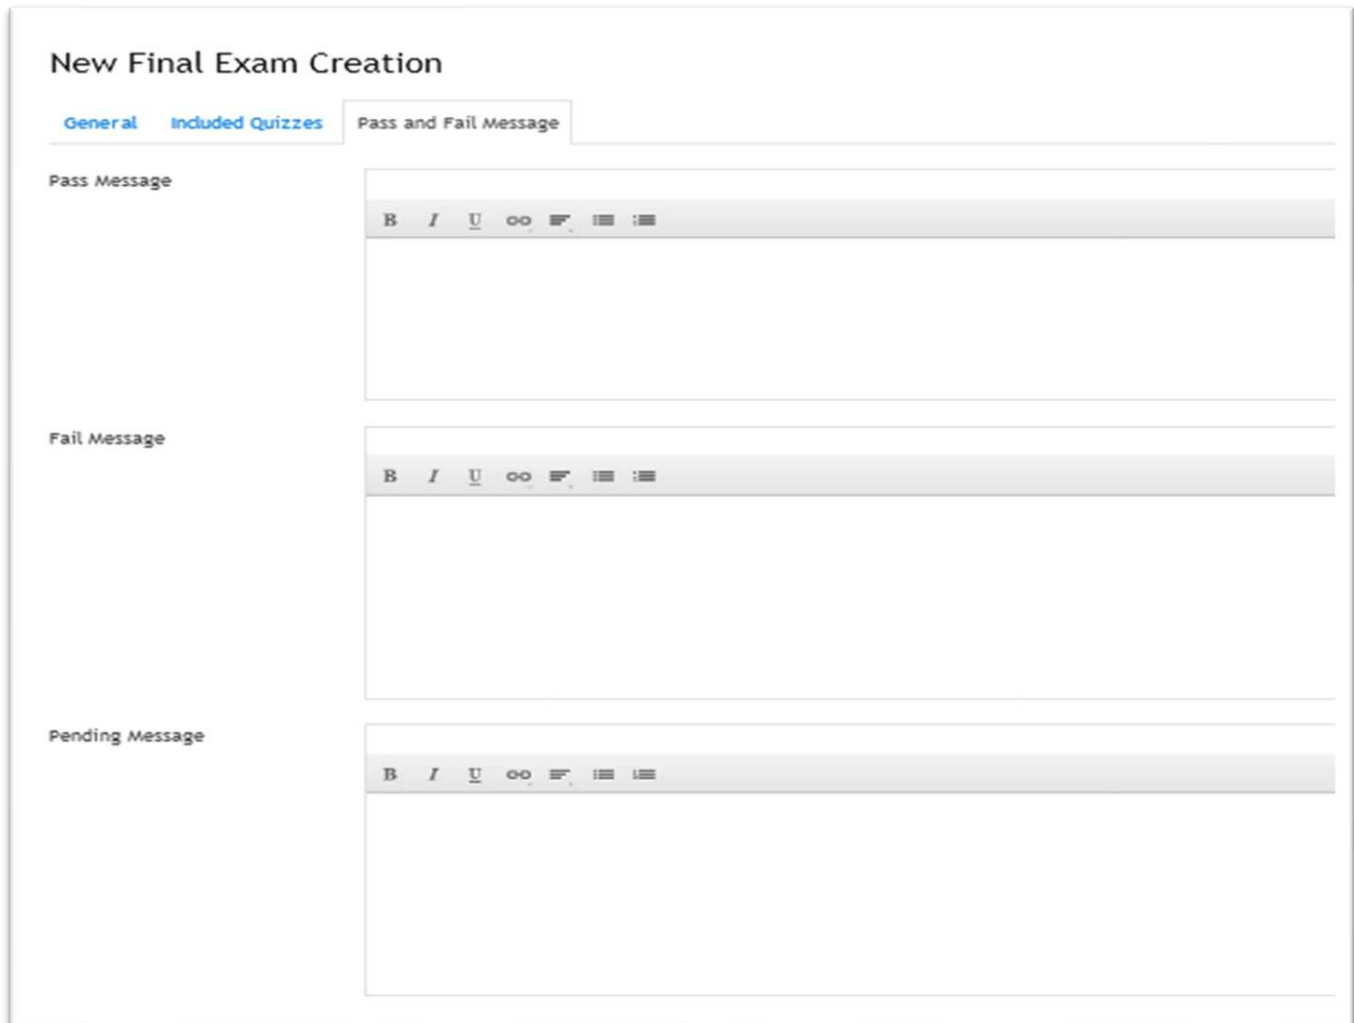 New Final Exam Creation
General Included Quizzes Pass and Fail Message
Pass Message
B I U
Fail Message
B I U
Pending Message
B I U